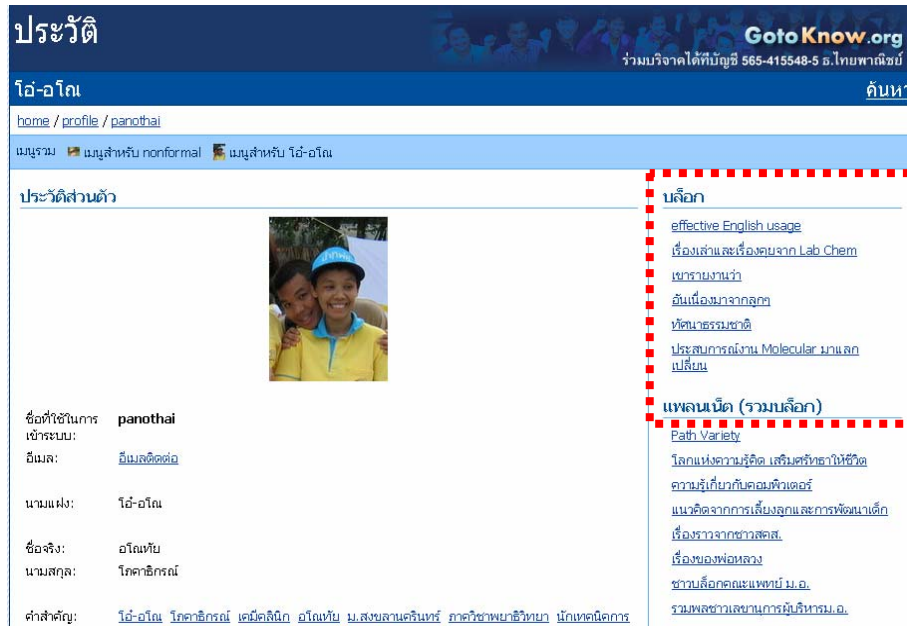 ประวัติ
GotoKnow.org
ร่วมบริจาคได้ที่บัญชี 565-415548-5 ธ.ไทยพาณิชย์
โอ๋-อโณ
ค้นหา
home / profile / panothai
เมนูรวม เมนูสำหรับ nonformal เมนูสำหรับ โอ๋-อโณ
ประวัติส่วนตัว
ชื่อที่ใช้ในการ
เข้าระบบ:
panothai
อีเมล: อีเมลติดต่อ
นามแฝง: โอ๋-อโณ
ชื่อจริง: อโณทัย
นามสกุล: โภคาธิกรณ์
คำสำคัญ: โอ๋-อโณ โภคาธิกรณ์ เคมีคลินิก อโณทัย ม.สงขลานครินทร์ ภาควิชาพยาธิวิทยา นักเทคนิคการ
บล็อก
effective English usage
เรื่องเล่าและเรื่องคุยจาก Lab Chem
เขารายงานว่า
อันเนื่องมาจากลูกๆ
ทัศนาธรรมชาติ
ประสบการณ์งาน Molecular มาแลก
เปลี่ยน
แพลนเน็ต (รวมบล็อก)
Path Variety
โลกแห่งความรู้คิด เสริมศรัทธาให้ชีวิต
ความรู้เกี่ยวกับคอมพิวเตอร์
แนวคิดจากการเลี้ยงลูกและการพัฒนาเด็ก
เรื่องราวจากชาวสคส.
เรื่องของพ่อหลวง
ชาวบล็อกคณะแพทย์ ม.อ.
รวมพลชาวเลขานุการผู้บริหารม.อ.